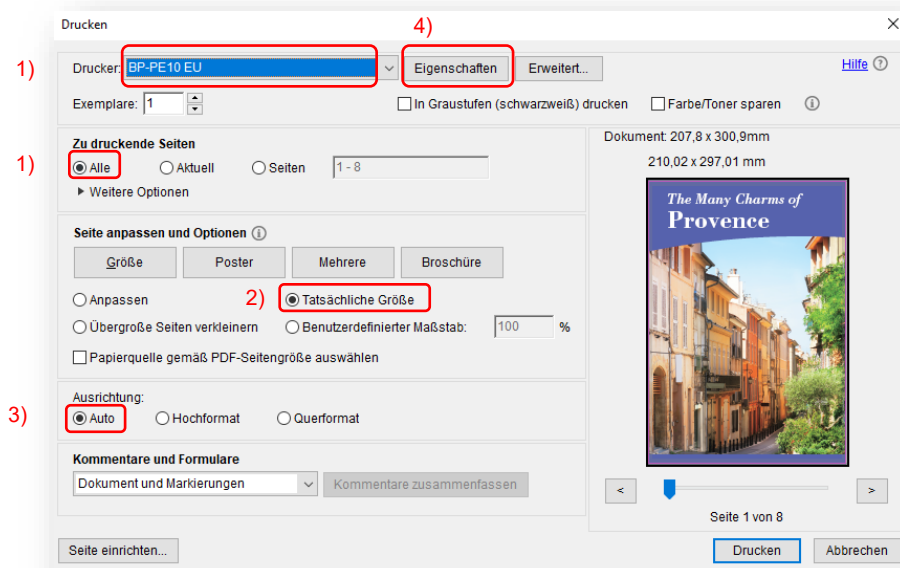 Drucken
4)
1)
Drucker: BP-PE10 EU
Eigenschaften
Erweitert...
Hilfe
Exemplare: 1
In Graustufen (schwarzweiß) drucken
Farbe/Toner sparen
Zu druckende Seiten
1)
Alle
Aktuell
Seiten
1 - 8
Weitere Optionen
Seite anpassen und Optionen
Größe
Poster
Mehrere
Broschüre
Anpassen
2)
Tatsächliche Größe
Übergroße Seiten verkleinern
Benutzerdefinierter Maßstab:
100 %
Papierquelle gemäß PDF-Seitengröße auswählen
Ausrichtung:
3)
Auto
Hochformat
Querformat
Kommentare und Formulare
Dokument und Markierungen
Kommentare zusammenfassen
Dokument: 207,8 x 300,9mm
210,02 x 297,01 mm
The Many Charms of
Provence
<
>
Seite 1 von 8
Seite einrichten...
Drucken
Abbrechen